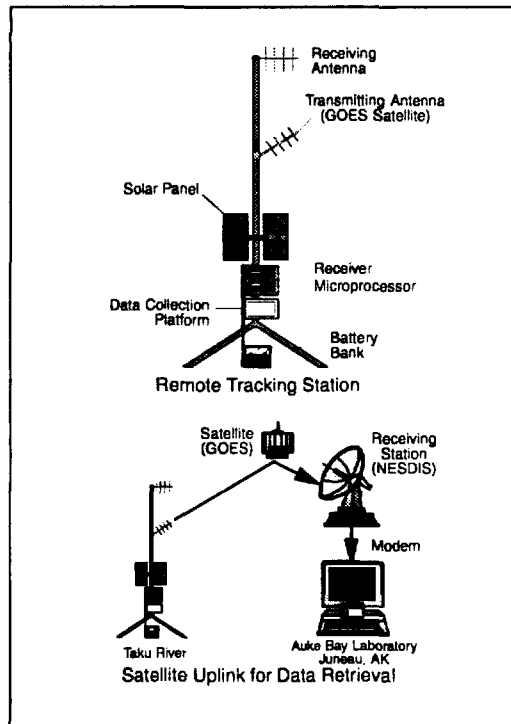 Receiving
Antenna
Transmitting Antenna
(GOES Satellite)
Solar Panel
Receiver
Microprocessor
Data Collection
Platform
Battery
Bank
Remote Tracking Station
Satellite
(GOES)
Receiving
Station
(NESDIS)
Modem
Taku River
Auke Bay Laboratory
Juneau, AK
Satellite Uplink for Data Retrieval